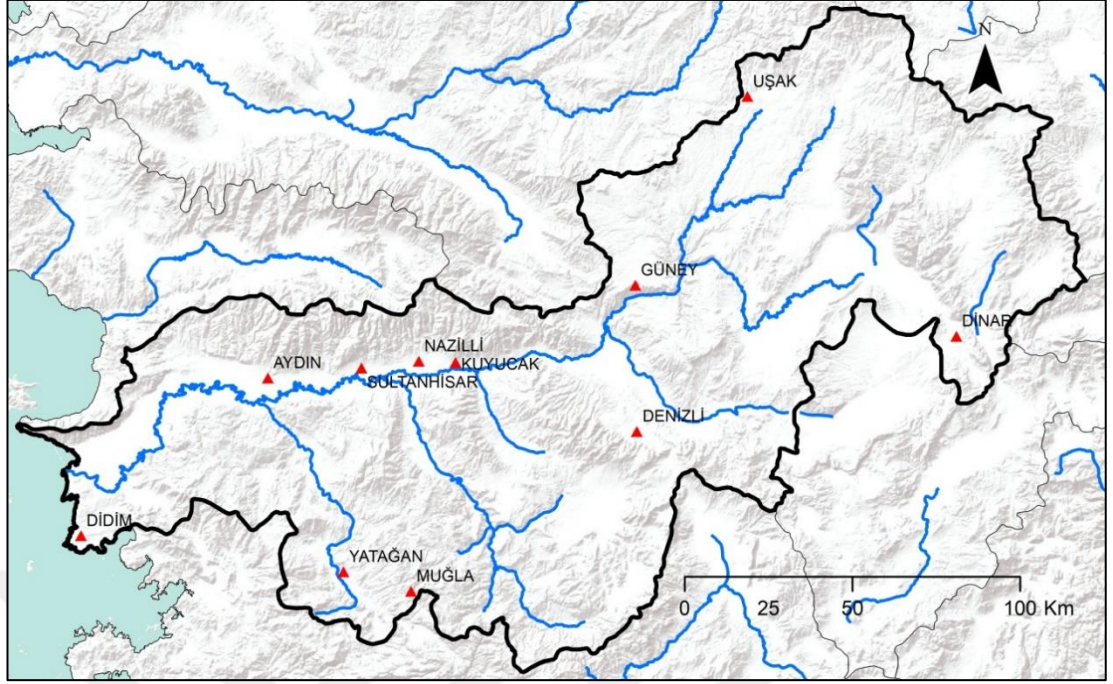 N
UŞAK
GÜNEY
DİNAR
NAZİLLİ
AYDIN
KUYUCAK
SULTANHİSAR
DENİZLİ
DİDİM
YATAĞAN
MUĞLA
0 25 50 100 Km